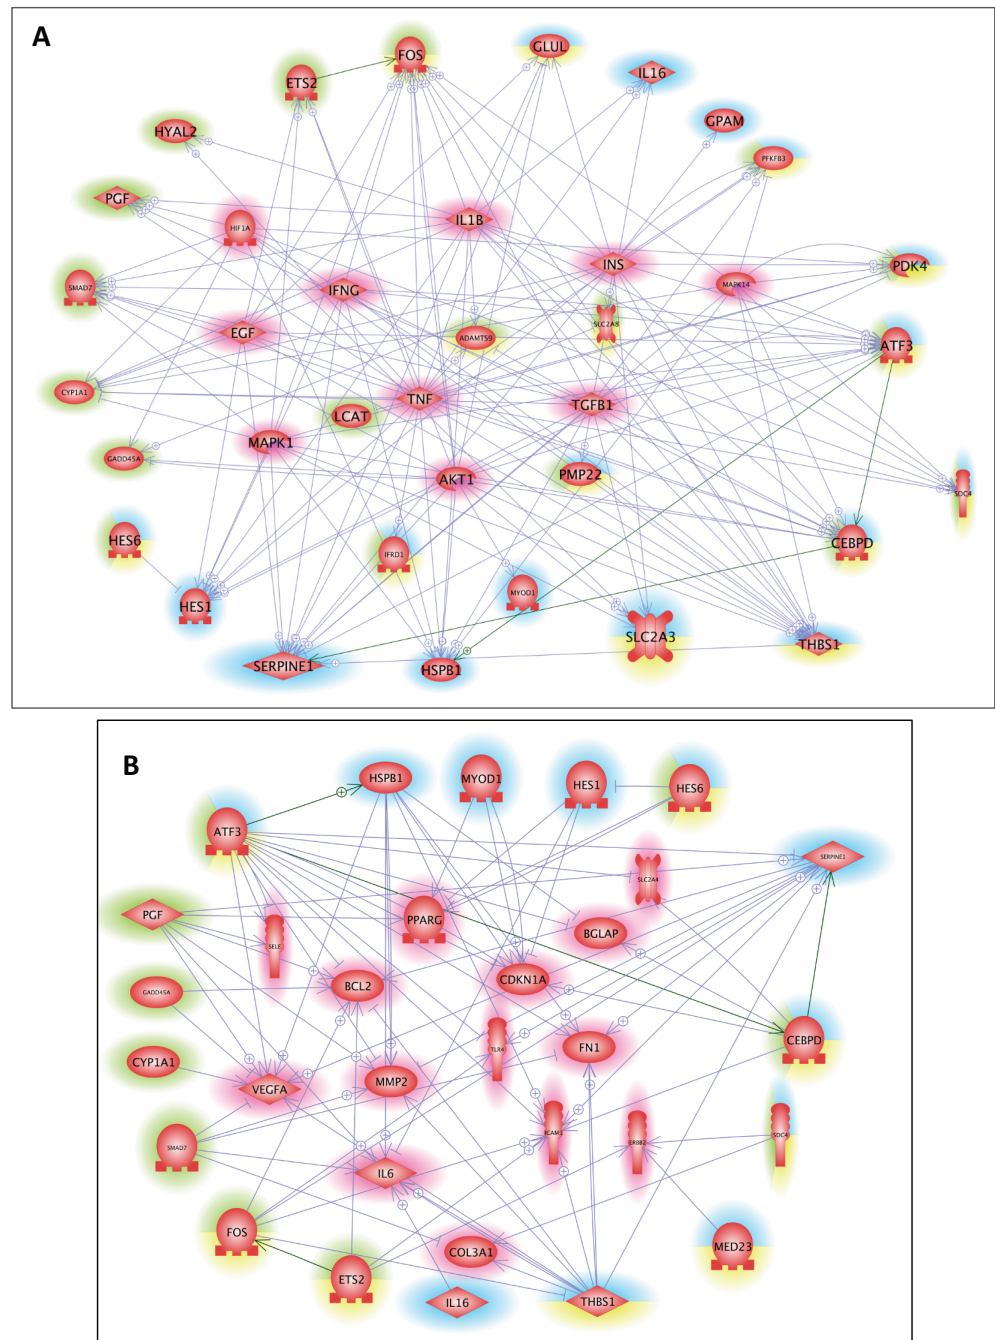 A
FOS
GLUL
IL16
ETS2
GPAM
HYAL2
PFKFB3
PGF
HIF1A
IL1B
INS
PDK4
SMAD7
IFNG
MAPK14
SLC2A8
EGF
ADAMTS9
ATF3
CYP1A1
TNF
LCAT
TGFB1
MAPK1
GADD45A
AKT1
PMP22
SDC4
HES6
IFRD1
CEBPD
HES1
MYOD1
SLC2A3
THBS1
SERPINE1
HSPB1
B
HSPB1
MYOD1
HES1
HES6
ATF3
SERPINE1
SLC2A4
PGF
PPARG
BGLAP
SELE
GADD45A
BCL2
CDKN1A
CEBPD
CYP1A1
TLR4
FN1
VEGFA
MMP2
SMAD7
ICAM1
ERBB2
SDC4
IL6
FOS
COL3A1
MED23
ETS2
IL16
THBS1